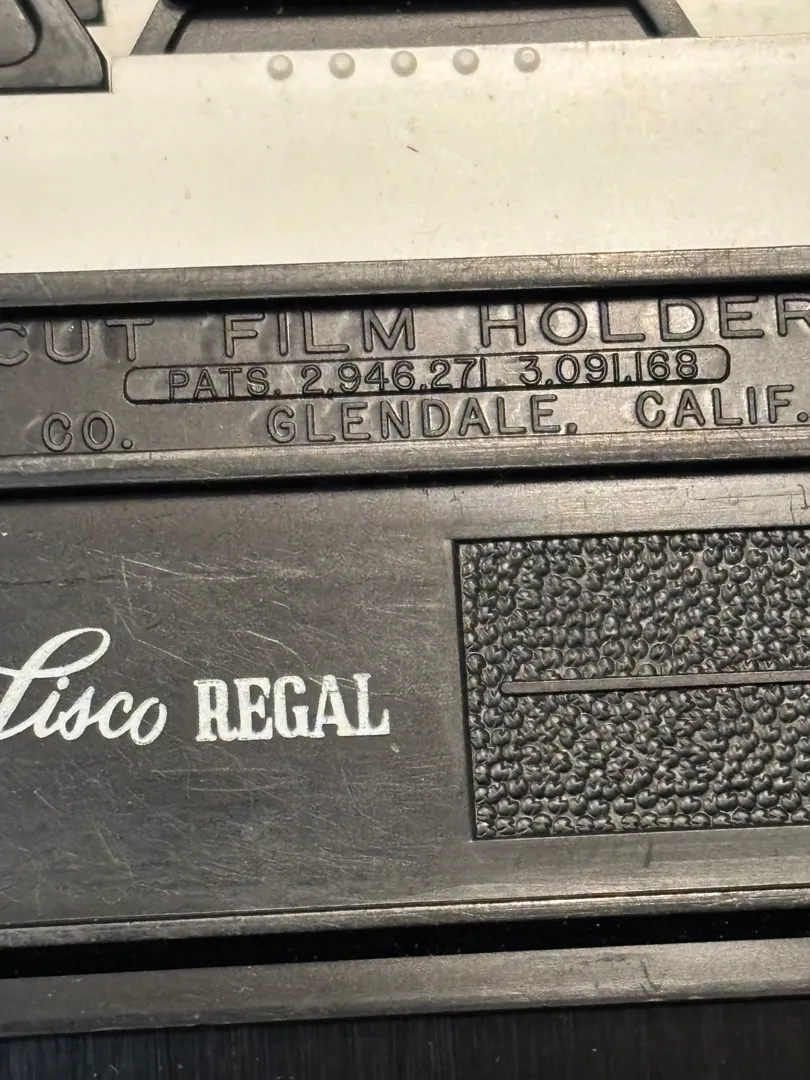 CUT FILM HOLDER
PATS. 2,946,271 3,091,168
CO. GLENDALE, CALIF.
Lisco REGAL